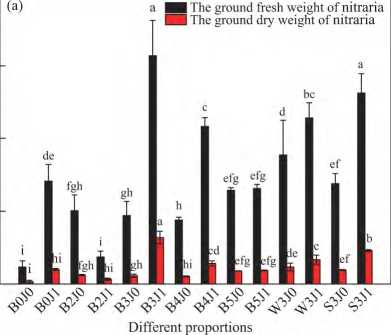 (a)
The ground fresh weight of nitraria
The ground dry weight of nitraria
a
a
de
c
d
bc
fgh
gh
h
efg
efg
ef
i
i
i
hi
fgh
hi
gh
a
hi
cd
efg
efg
de
c
ef
b
B0J0 B0J1 B2J0 B2J1 B3J0 B3J1 B4J0 B4J1 B5J0 B5J1 W3J0 W3J1 S3J0 S3J1
Different proportions